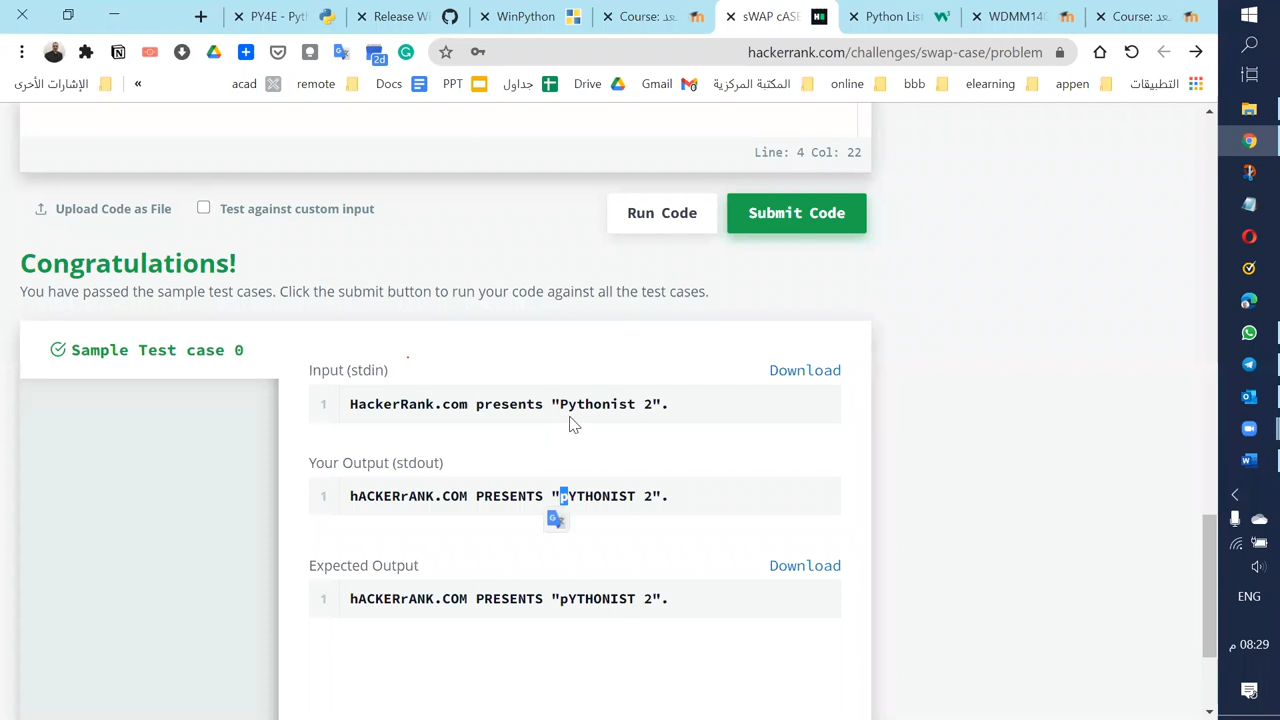 PY4E - Pyt
Release Wi
WinPython
Course: بعد
sWAP cASE
Python List
WDMM14
Course: بعد
hackerrank.com/challenges/swap-case/problem
2d
التطبيقات
appen
elearning
bbb
online
المكتبة المركزية
Gmail
Drive
جداول
PPT
Docs
remote
acad
«
الإشارات الأخرى
Line: 4 Col: 22
Upload Code as File
Test against custom input
Run Code
Submit Code
Congratulations!
You have passed the sample test cases. Click the submit button to run your code against all the test cases.
Sample Test case 0
Input (stdin)
Download
1 HackerRank.com presents "Pythonist 2".
Your Output (stdout)
1 hACKERrANK.COM PRESENTS "pYTHONIST 2".
Expected Output
Download
1 hACKERrANK.COM PRESENTS "pYTHONIST 2".
ENG
08:29 م